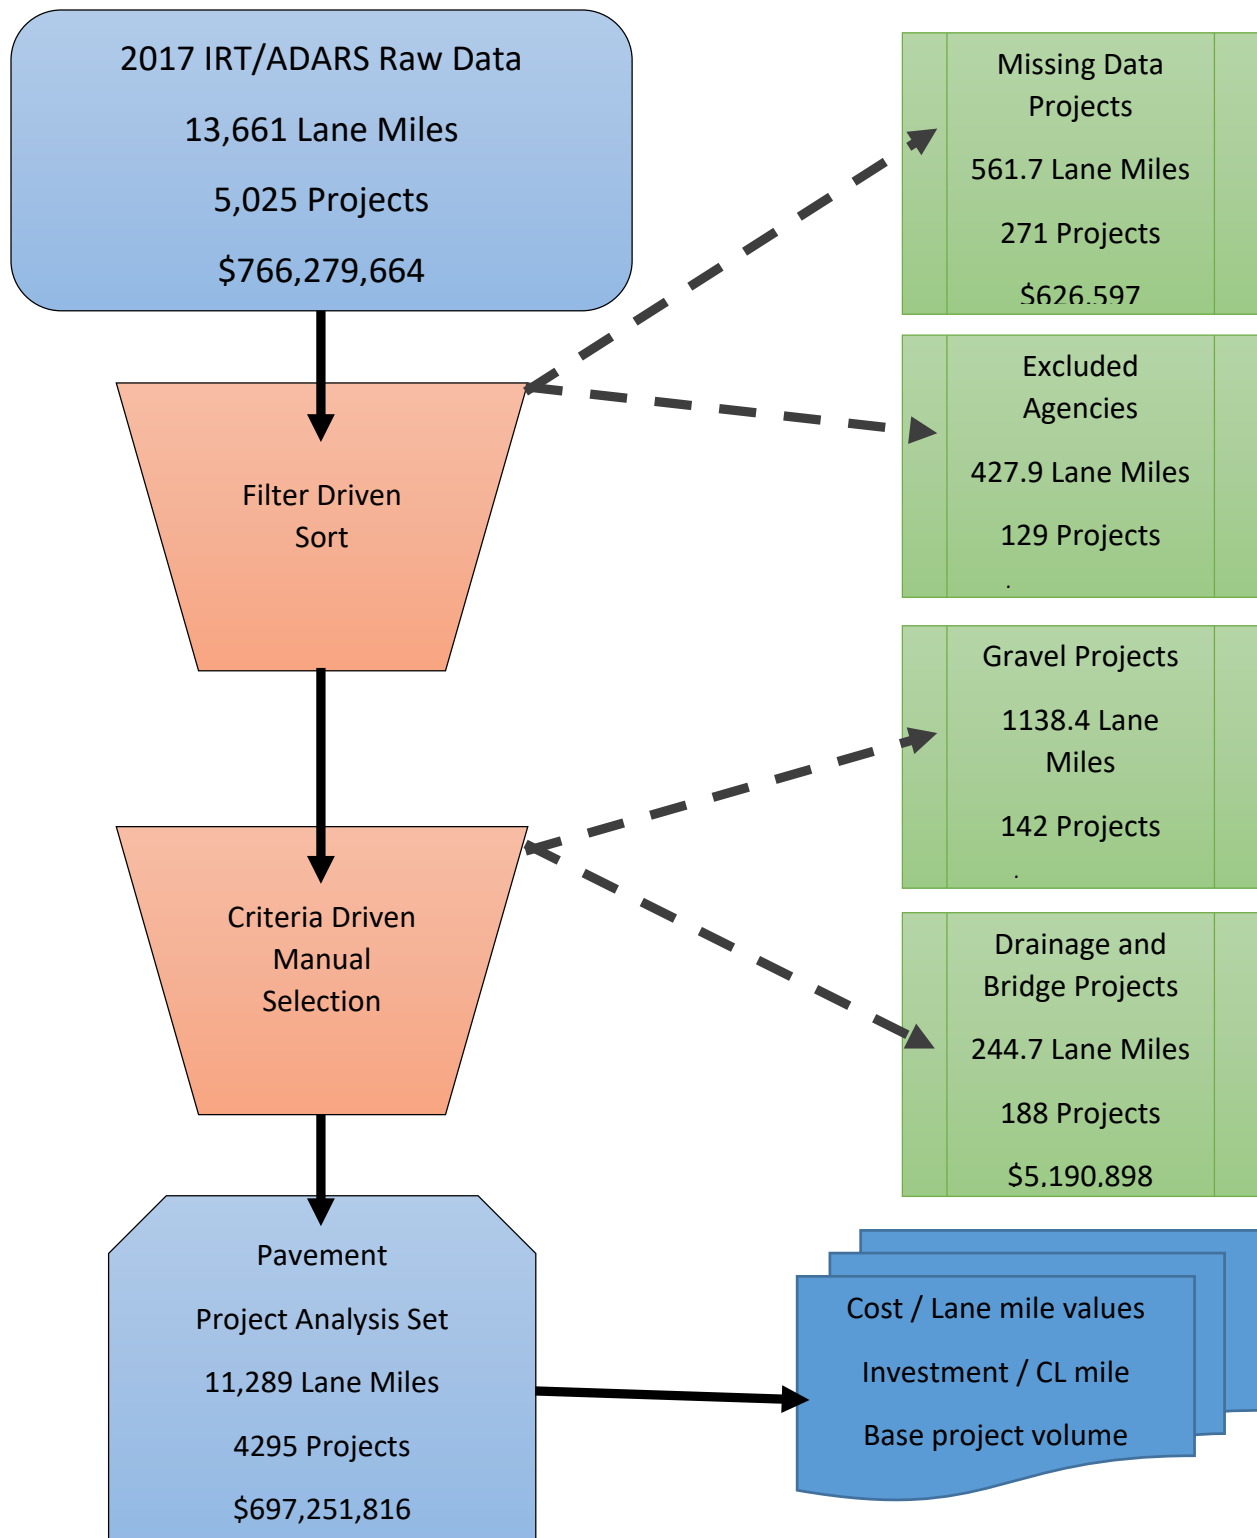 2017 IRT/ADARS Raw Data
13,661 Lane Miles
5,025 Projects
$766,279,664
Missing Data
Projects
561.7 Lane Miles
271 Projects
$626,597
Excluded
Agencies
427.9 Lane Miles
129 Projects
Filter Driven
Sort
Gravel Projects
1138.4 Lane
Miles
142 Projects
Criteria Driven
Manual
Selection
Drainage and
Bridge Projects
244.7 Lane Miles
188 Projects
$5,190,898
Pavement
Project Analysis Set
11,289 Lane Miles
4295 Projects
$697,251,816
Cost / Lane mile values
Investment / CL mile
Base project volume